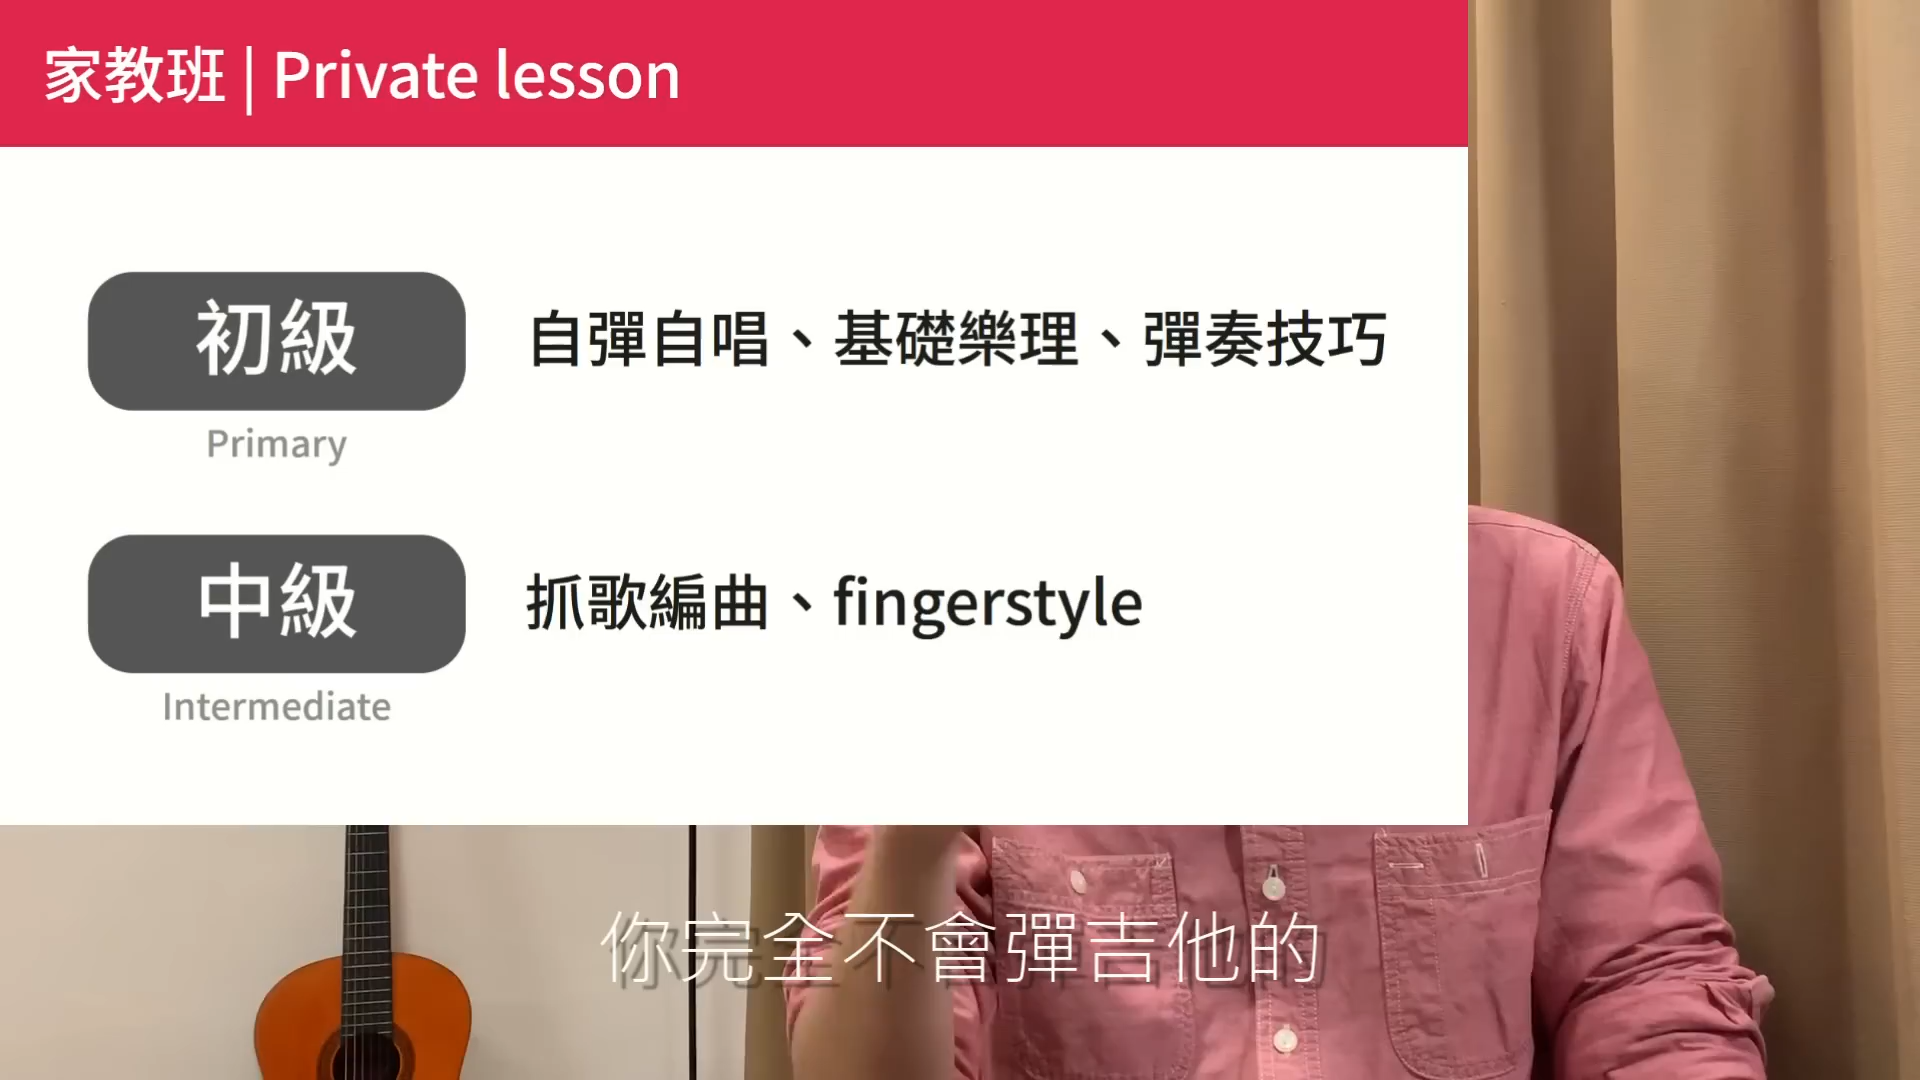 家教班 | Private lesson
初級
自彈自唱、基礎樂理、彈奏技巧
Primary
中級
抓歌編曲、fingerstyle
Intermediate
你完全不會彈吉他的